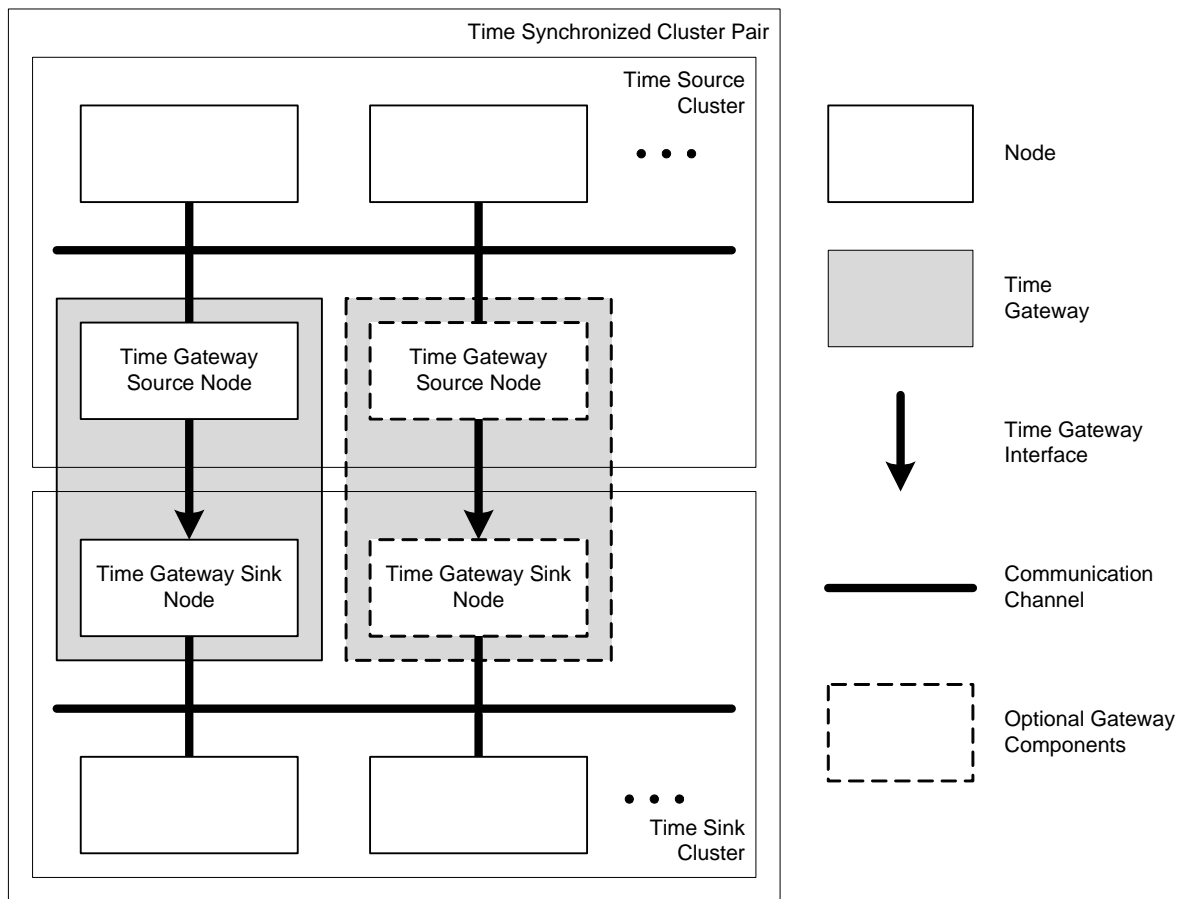 Time Synchronized Cluster Pair
Time Source
Cluster
Time Gateway
Source Node
Time Gateway
Source Node
Time Gateway Sink
Node
Time Gateway Sink
Node
Time Sink
Cluster
Node
Time
Gateway
Time Gateway
Interface
Communication
Channel
Optional Gateway
Components